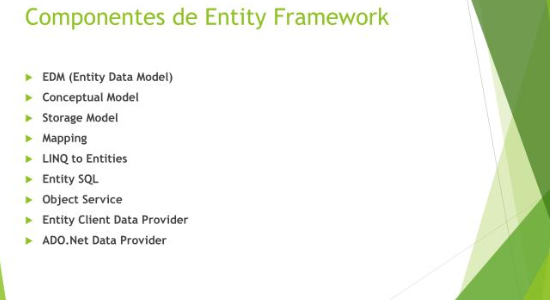 Componentes de Entity Framework
EDM (Entity Data Model)
Conceptual Model
Storage Model
Mapping
LINQ to Entities
Entity SQL
Object Service
Entity Client Data Provider
ADO.Net Data Provider